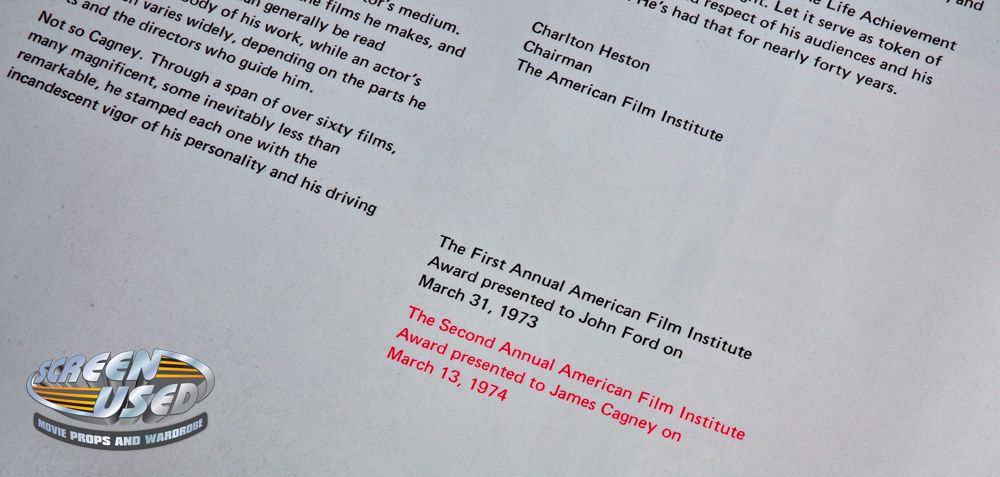 or's medium.
the films he makes, and
an generally be read
body of his work, while an actor's
varies widely, depending on the parts he
and the directors who guide him.
Not so Cagney. Through a span of over sixty films,
many magnificent, some inevitably less than
remarkable, he stamped each one with the
incandescent vigor of his personality and his driving
and
Life Achievement
Let it serve as token of
respect of his audiences and his
He's had that for nearly forty years.
Charlton Heston
Chairman
The American Film Institute
The First Annual American Film Institute
Award presented to John Ford on
March 31, 1973
The Second Annual American Film Institute
Award presented to James Cagney on
March 13, 1974
SCREEN
USED
MOVIE PROPS AND WARDROBE